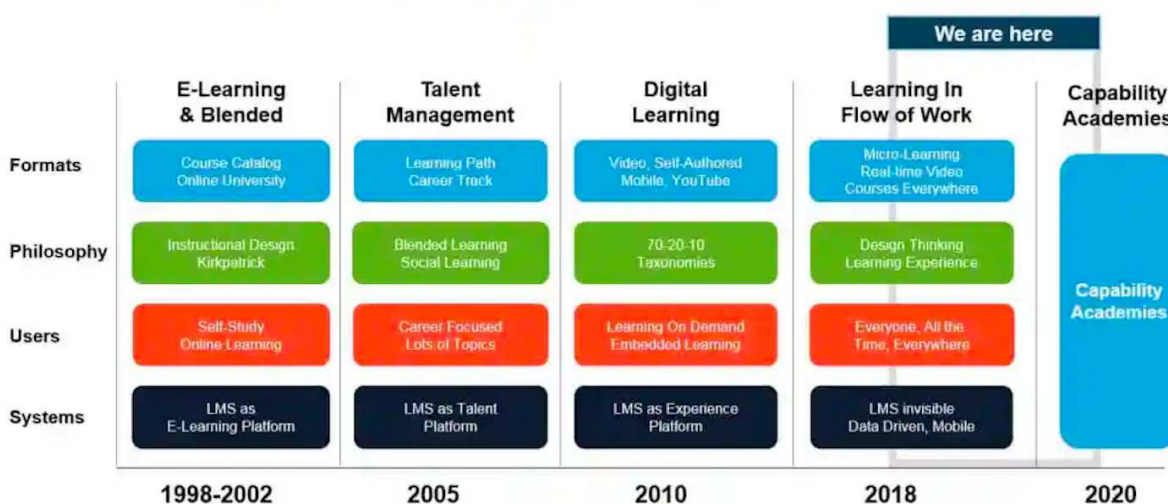 We are here
E-Learning
& Blended
Talent
Management
Digital
Learning
Learning In
Flow of Work
Capability
Academies
Formats
Course Catalog
Online University
Learning Path
Career Track
Video, Self-Authored
Mobile, YouTube
Micro-Learning
Real-time Video
Courses Everywhere
Philosophy
Instructional Design
Kirkpatrick
Blended Learning
Social Learning
70-20-10
Taxonomies
Design Thinking
Learning Experience
Capability
Academies
Users
Self-Study
Online Learning
Career Focused
Lots of Topics
Learning On Demand
Embedded Learning
Everyone, All the
Time, Everywhere
Systems
LMS as
E-Learning Platform
LMS as Talent
Platform
LMS as Experience
Platform
LMS invisible
Data Driven, Mobile
1998-2002
2005
2010
2018
2020